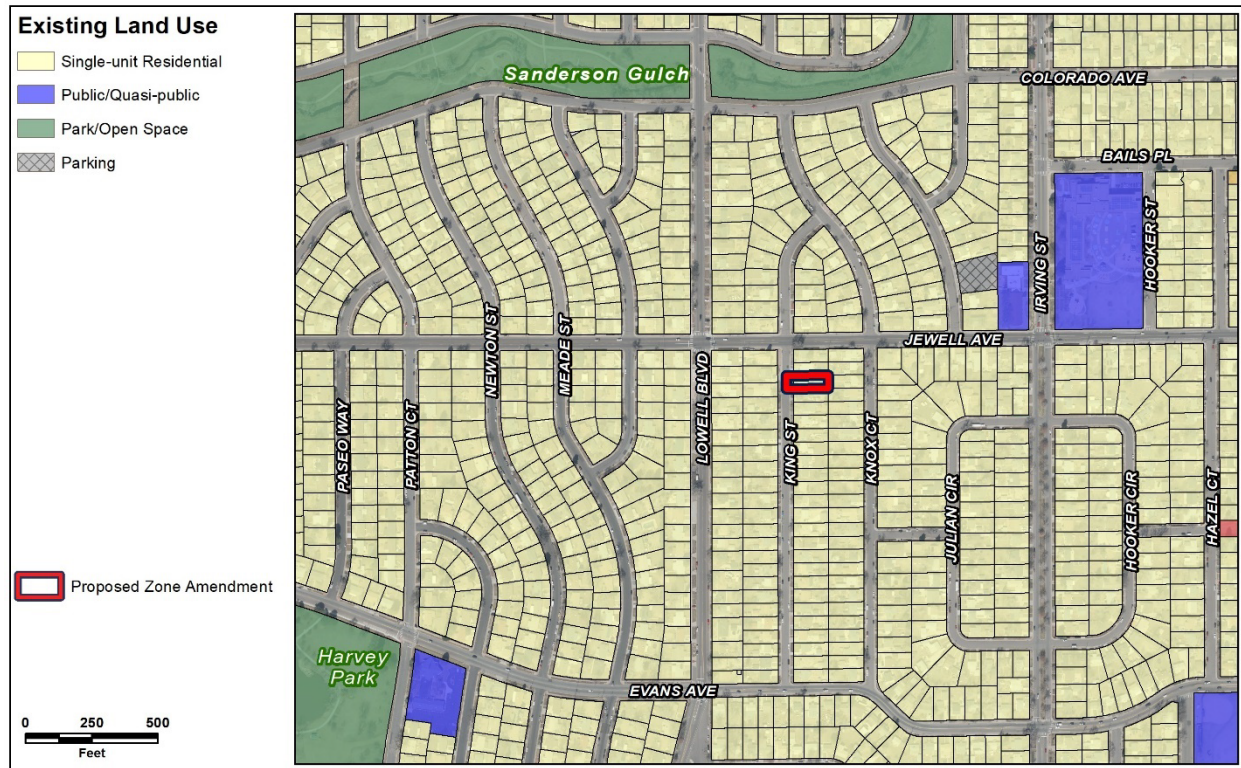 Existing Land Use
Single-unit Residential
Public/Quasi-public
Park/Open Space
Parking
Proposed Zone Amendment
0 250 500
Feet
Sanderson Gulch
COLORADO AVE
BAILS PL
HOOKER ST
IRVING ST
JEWELL AVE
NEWTON ST
MEADE ST
LOWELL BLVD
PASEO WAY
PATTON CT
KING ST
KNOX CT
JULIAN CIR
HOOKER CIR
HAZEL CT
Harvey
Park
EVANS AVE